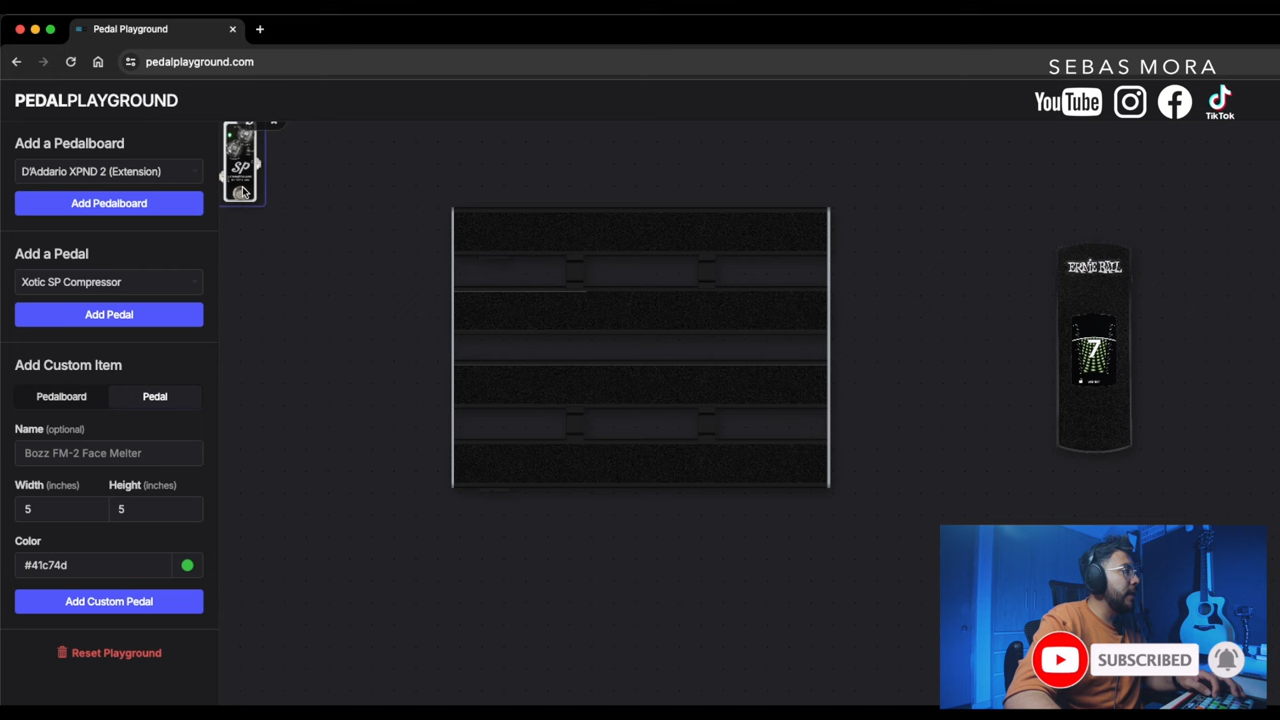 Pedal Playground
pedalplayground.com
SEBAS MORA
PEDALPLAYGROUND
YouTube
TikTok
Add a Pedalboard
D'Addario XPND 2 (Extension)
Add Pedalboard
SP
Add a Pedal
Xotic SP Compressor
Add Pedal
ERNIE BALL
7
Add Custom Item
Pedalboard
Pedal
Name (optional)
Bozz FM-2 Face Melter
Width (inches)
Height (inches)
5
5
Color
#41c74d
Add Custom Pedal
Reset Playground
SUBSCRIBED